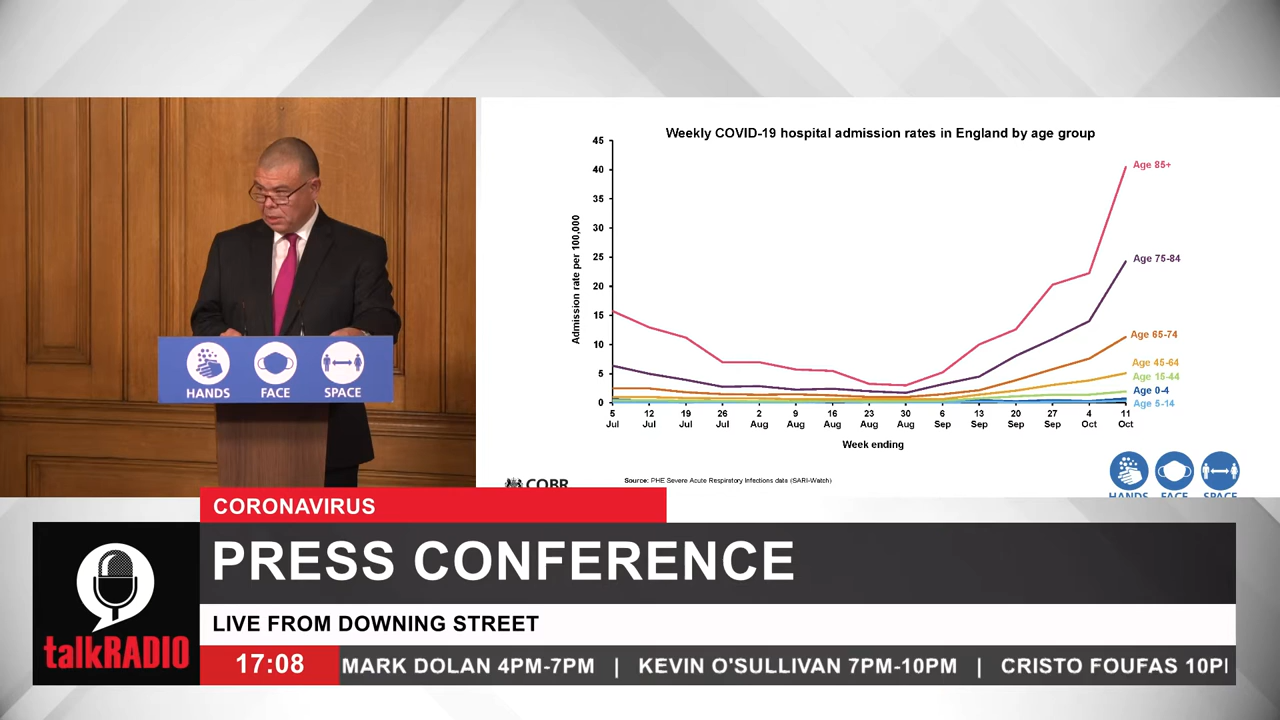 Weekly COVID-19 hospital admission rates in England by age group
45
40
35
30
25
20
15
10
5
0
Admission rate per 100,000
Age 85+
Age 75-84
Age 65-74
Age 45-64
Age 15-44
Age 0-4
Age 5-14
5 Jul
12 Jul
19 Jul
26 Jul
2 Aug
9 Aug
16 Aug
23 Aug
30 Aug
6 Sep
13 Sep
20 Sep
27 Sep
4 Oct
11 Oct
Week ending
HANDS FACE SPACE
COBR
Source: PHE Severe Acute Respiratory Infections data (SARI-Watch)
HANDS FACE SPACE
CORONAVIRUS
PRESS CONFERENCE
LIVE FROM DOWNING STREET
talkRADIO
17:08
MARK DOLAN 4PM-7PM | KEVIN O'SULLIVAN 7PM-10PM | CRISTO FOUFAS 10P